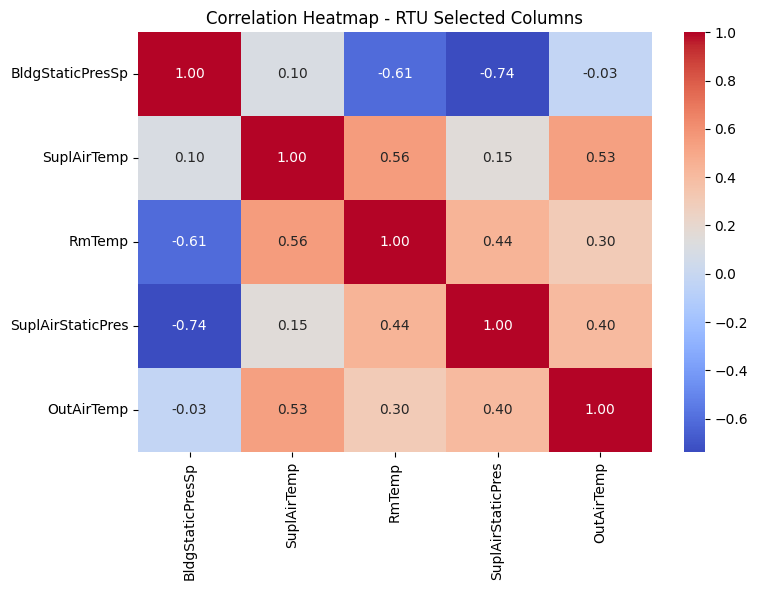 Correlation Heatmap - RTU Selected Columns
BldgStaticPresSp 1.00 0.10 -0.61 -0.74 -0.03
SuplAirTemp 0.10 1.00 0.56 0.15 0.53
RmTemp -0.61 0.56 1.00 0.44 0.30
SuplAirStaticPres -0.74 0.15 0.44 1.00 0.40
OutAirTemp -0.03 0.53 0.30 0.40 1.00
BldgStaticPresSp
SuplAirTemp
RmTemp
SuplAirStaticPres
OutAirTemp
1.0
0.8
0.6
0.4
0.2
0.0
−0.2
−0.4
−0.6